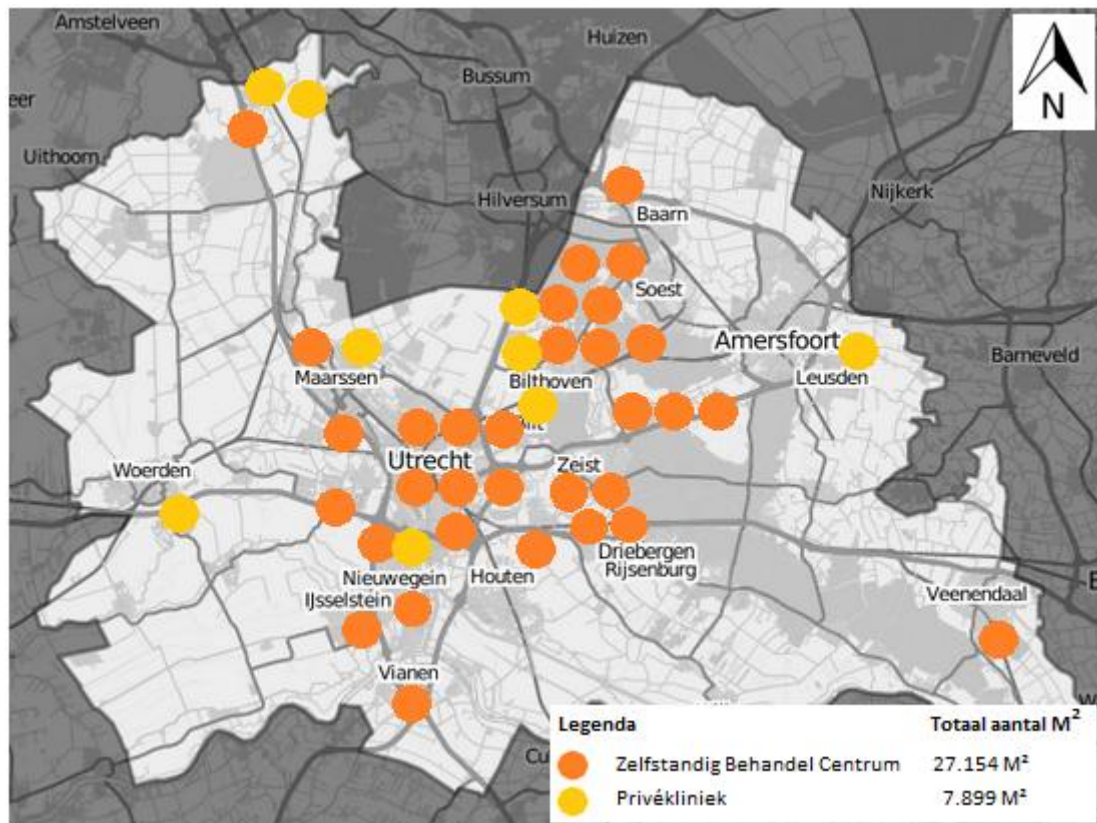 Amstelveen
Huizen
Bussum
N
eer
Uithoorn
Nijkerk
Hilversum
Baarn
Soest
Amersfoort
Barneveld
Maarssen
Bilthoven
Leusden
Utrecht
Woerden
Zeist
Driebergen
Rijsenburg
Nieuwegein
Houten
IJsselstein
Veenendaal
Vianen
Legenda Totaal aantal M²
Zelfstandig Behandel Centrum 27.154 M²
Privékliniek 7.899 M²